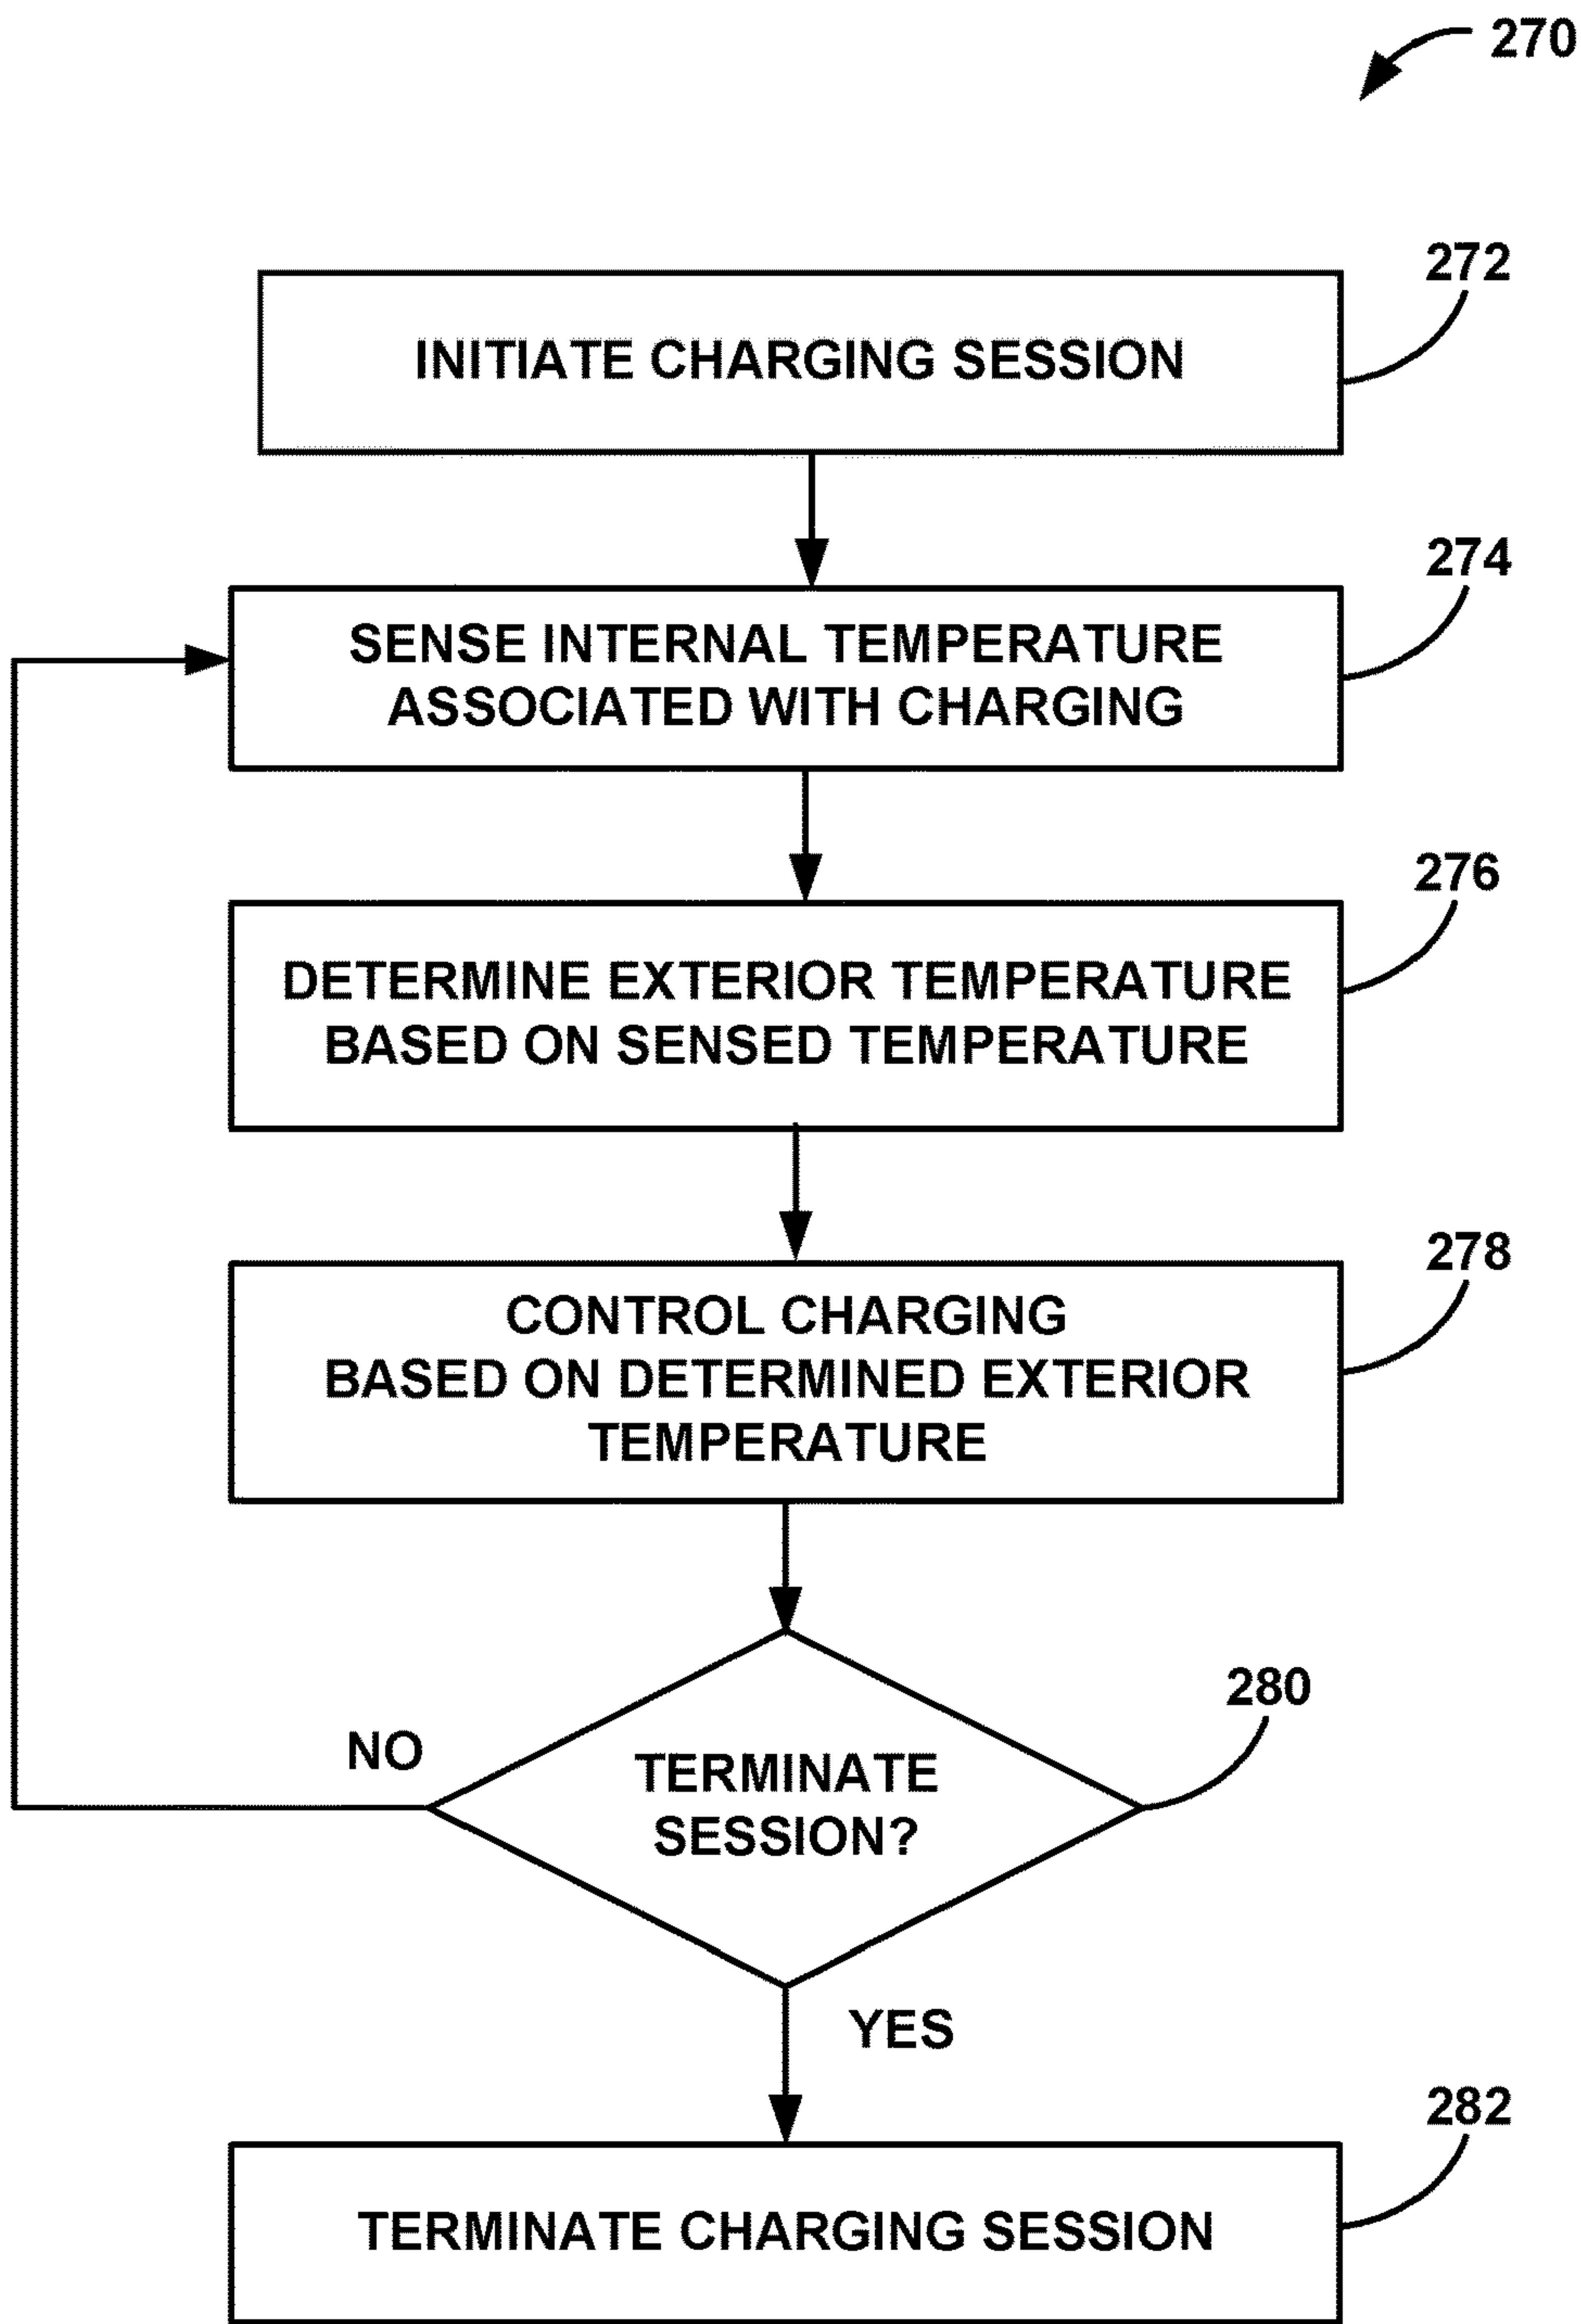 270
272
INITIATE CHARGING SESSION
274
SENSE INTERNAL TEMPERATURE
ASSOCIATED WITH CHARGING
276
DETERMINE EXTERIOR TEMPERATURE
BASED ON SENSED TEMPERATURE
278
CONTROL CHARGING
BASED ON DETERMINED EXTERIOR
TEMPERATURE
280
NO
TERMINATE
SESSION?
YES
282
TERMINATE CHARGING SESSION